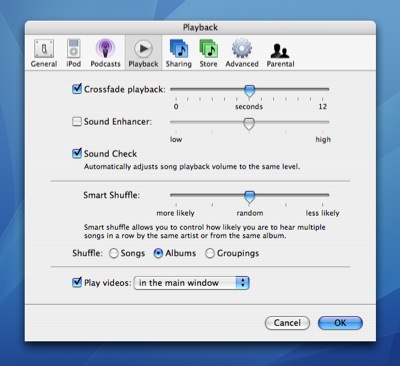 Playback
General iPod Podcasts Playback Sharing Store Advanced Parental
Crossfade playback:
0 seconds 12
Sound Enhancer:
low high
Sound Check
Automatically adjusts song playback volume to the same level.
Smart Shuffle:
more likely random less likely
Smart shuffle allows you to control how likely you are to hear multiple
songs in a row by the same artist or from the same album.
Shuffle: Songs Albums Groupings
Play videos: in the main window
Cancel OK